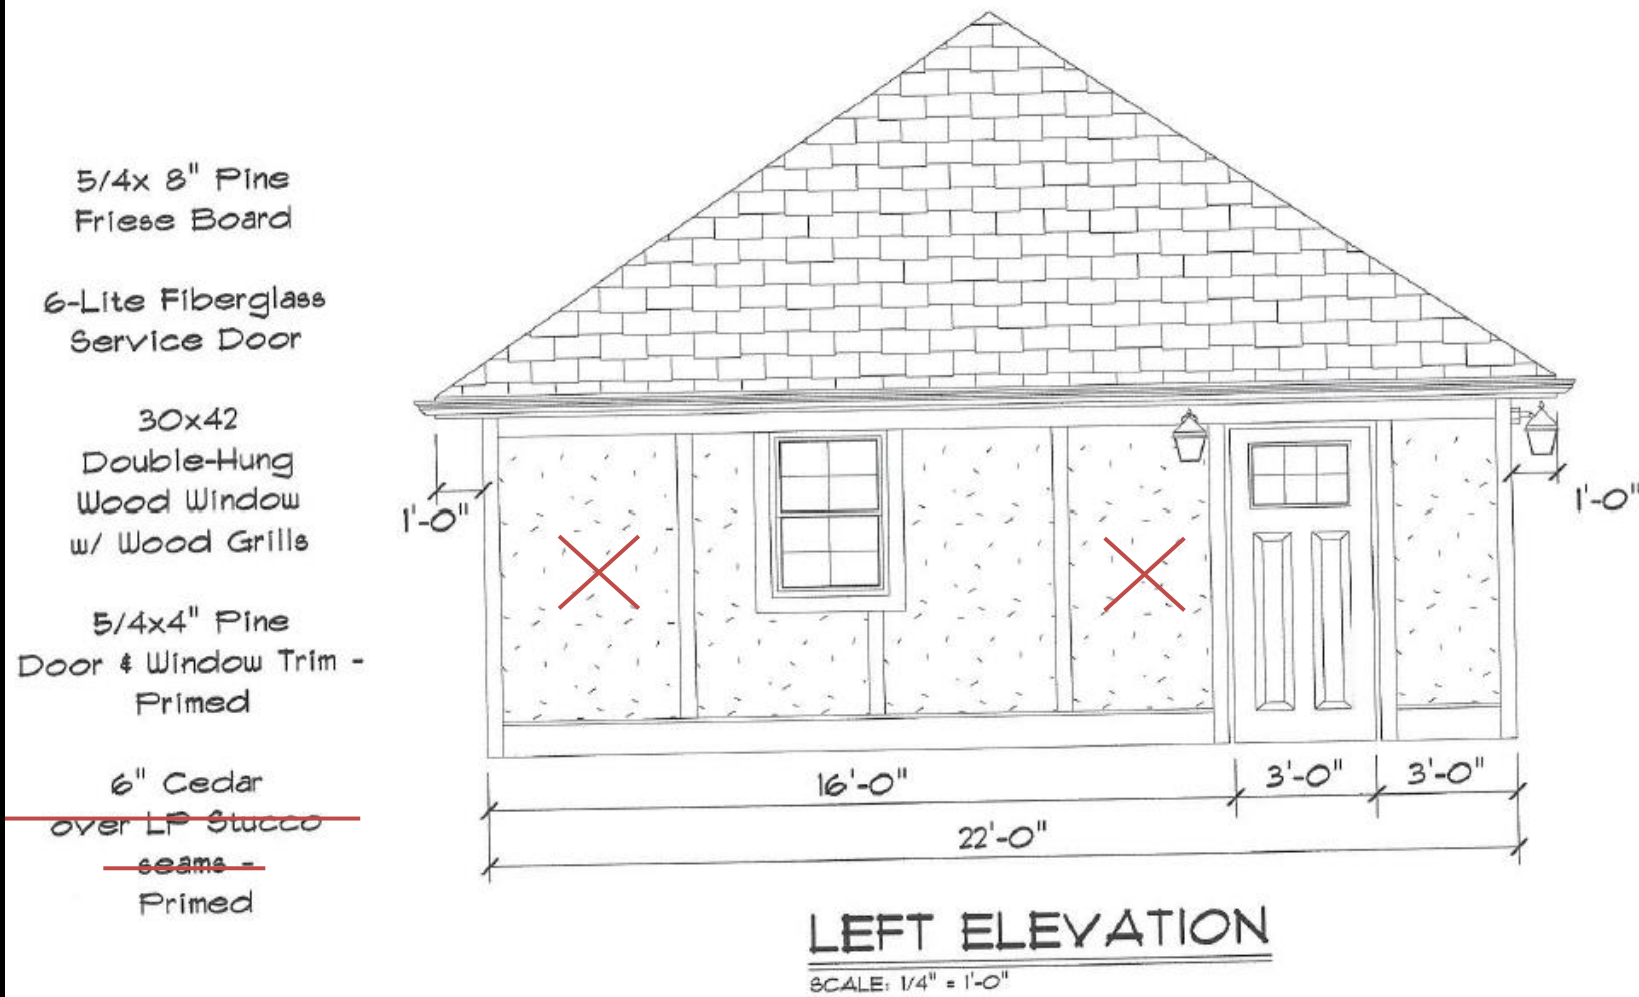 5/4x 8" Pine
Friese Board
6-Lite Fiberglass
Service Door
30x42
Double-Hung
Wood Window
w/ Wood Grills
5/4x4" Pine
Door & Window Trim -
Primed
6" Cedar
over LP Stucco
seams -
Primed
1'-0"
1'-0"
16'-0"
3'-0"
3'-0"
22'-0"
LEFT ELEVATION
SCALE: 1/4" = 1'-0"